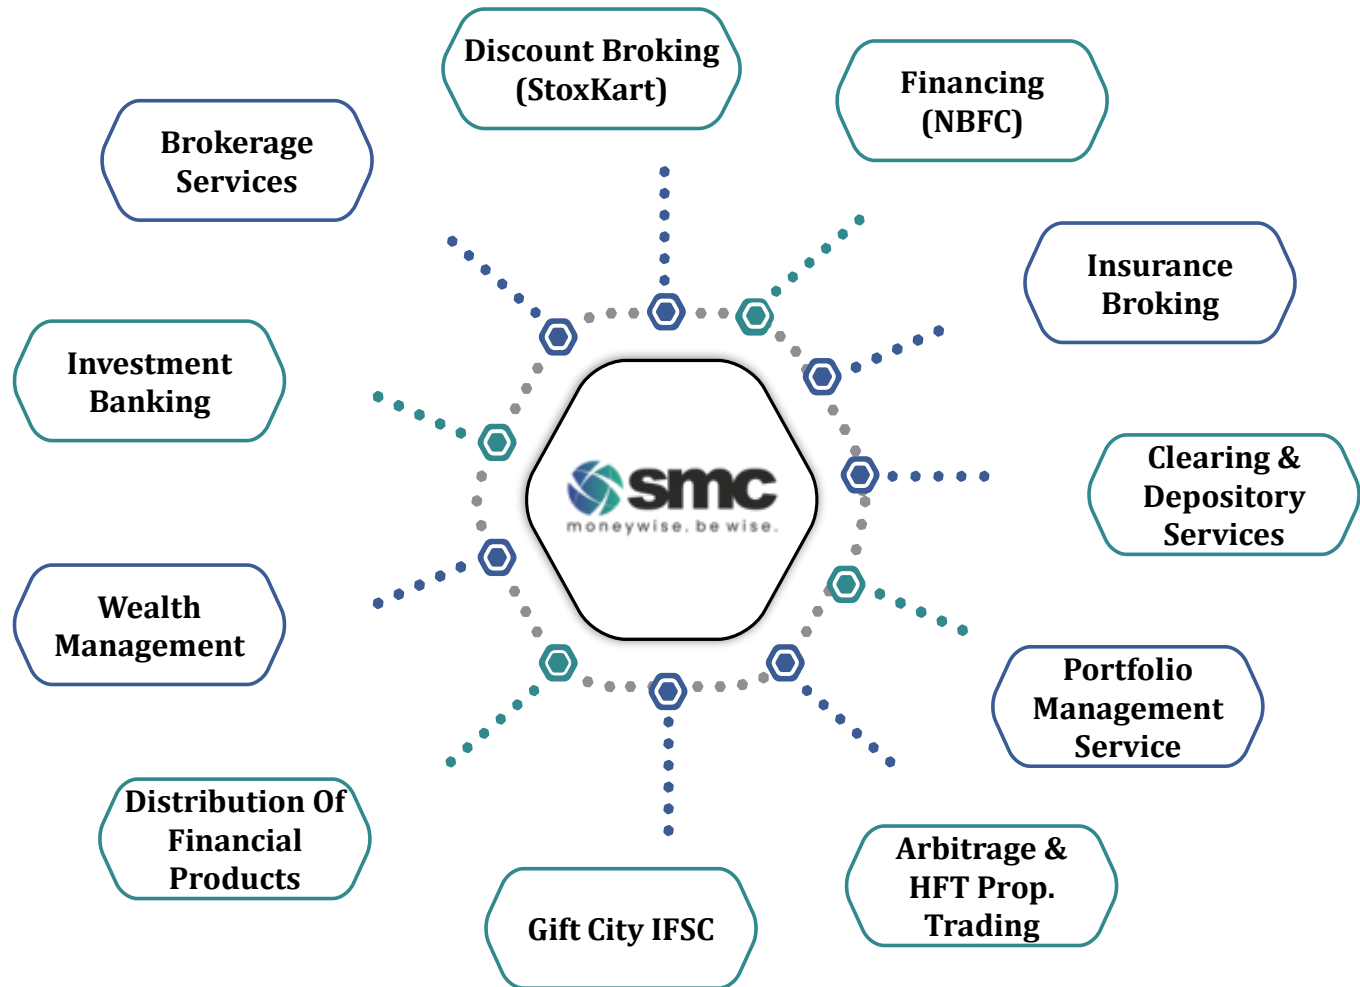 Discount Broking
(StoxKart)
Financing
(NBFC)
Brokerage
Services
Insurance
Broking
Investment
Banking
Clearing &
Depository
Services
smc
moneywise. be wise.
Wealth
Management
Portfolio
Management
Service
Distribution Of
Financial
Products
Arbitrage &
HFT Prop.
Trading
Gift City IFSC